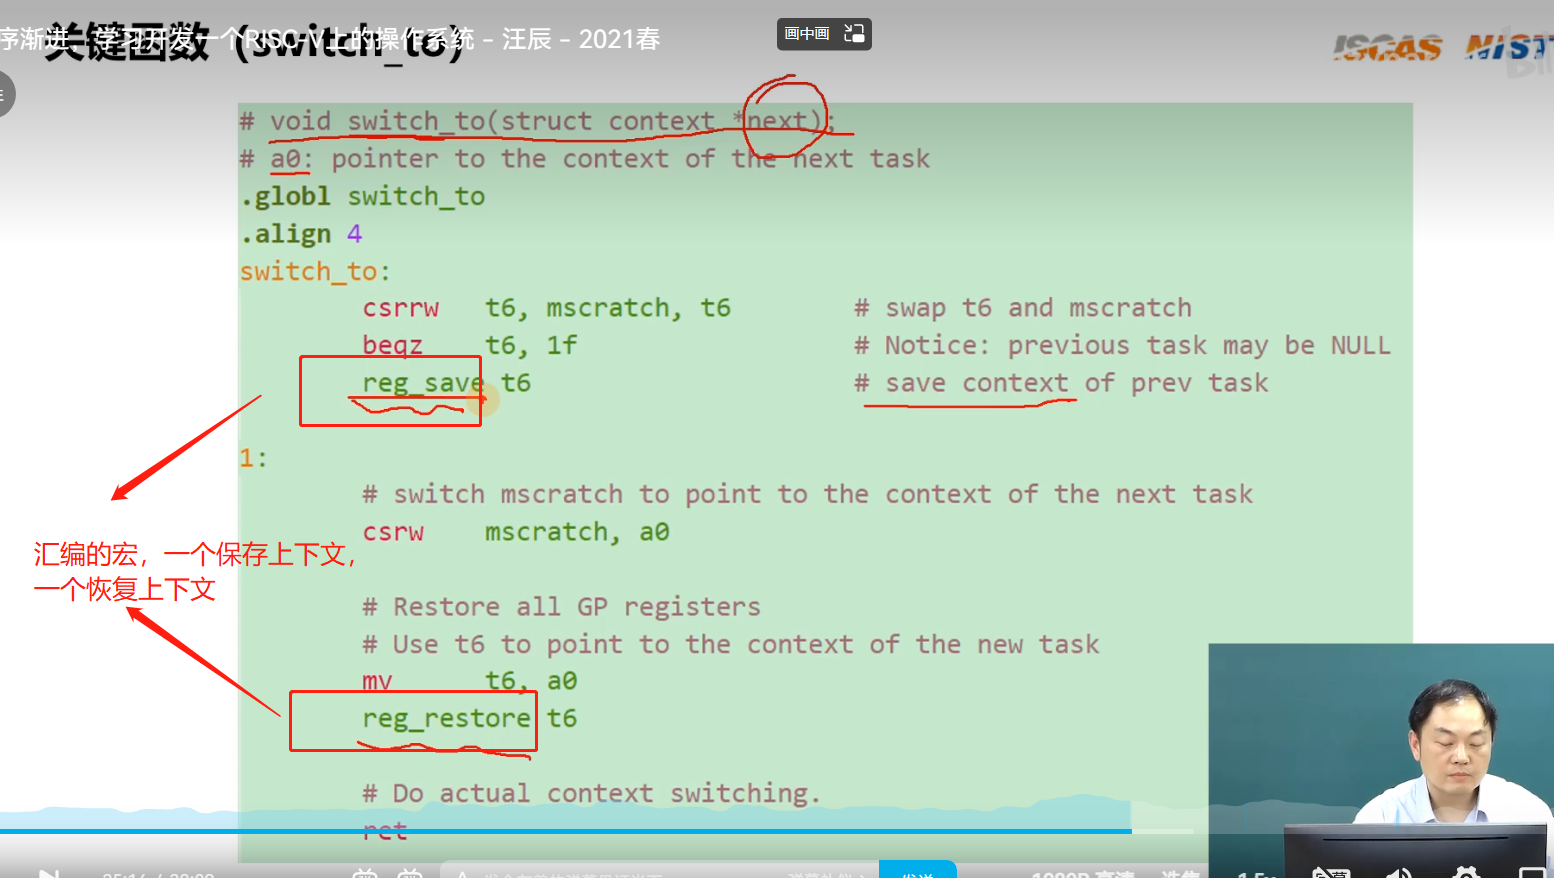 序渐进，学习开发一个RISC-V上的操作系统 - 汪辰 - 2021春
关键函数（switch_to）
画中画
ISCAS NIST
# void switch_to(struct context *next);
# a0: pointer to the context of the next task
.globl switch_to
.align 4
switch_to:
csrrw t6, mscratch, t6 # swap t6 and mscratch
beqz t6, 1f # Notice: previous task may be NULL
reg_save t6 # save context of prev task
1:
# switch mscratch to point to the context of the next task
csrw mscratch, a0
汇编的宏，一个保存上下文，
一个恢复上下文
# Restore all GP registers
# Use t6 to point to the context of the new task
mv t6, a0
reg_restore t6
# Do actual context switching.
ret
1080P 高清 选集